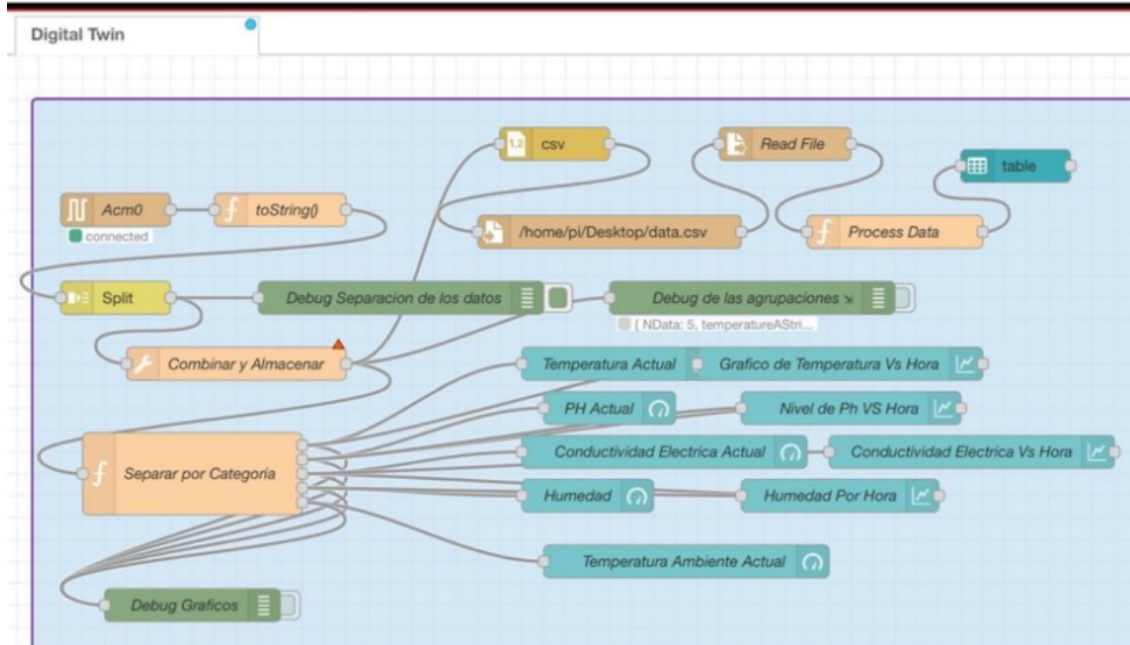 Digital Twin
1,2 csv
Read File
table
Acm0
toString()
connected
/home/pi/Desktop/data.csv
Process Data
Split
Debug Separacion de los datos
Debug de las agrupaciones
{ NData: 5, temperatureAStri...
Combinar y Almacenar
Temperatura Actual
Grafico de Temperatura Vs Hora
PH Actual
Nivel de Ph VS Hora
Separar por Categoria
Conductividad Electrica Actual
Conductividad Electrica Vs Hora
Humedad
Humedad Por Hora
Temperatura Ambiente Actual
Debug Graficos